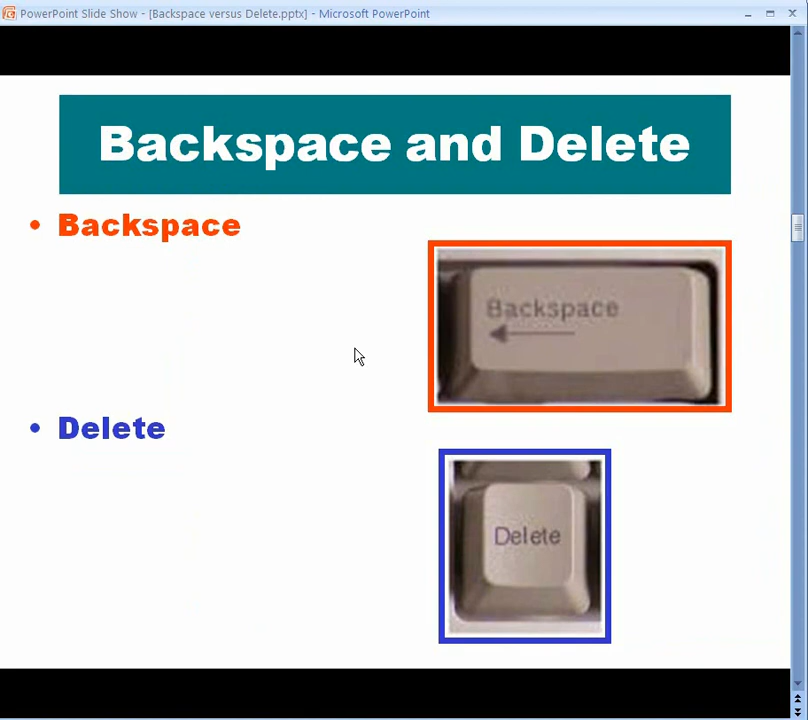 PowerPoint Slide Show - [Backspace versus Delete.pptx] - Microsoft PowerPoint
Backspace and Delete
• Backspace
Backspace
• Delete
Delete